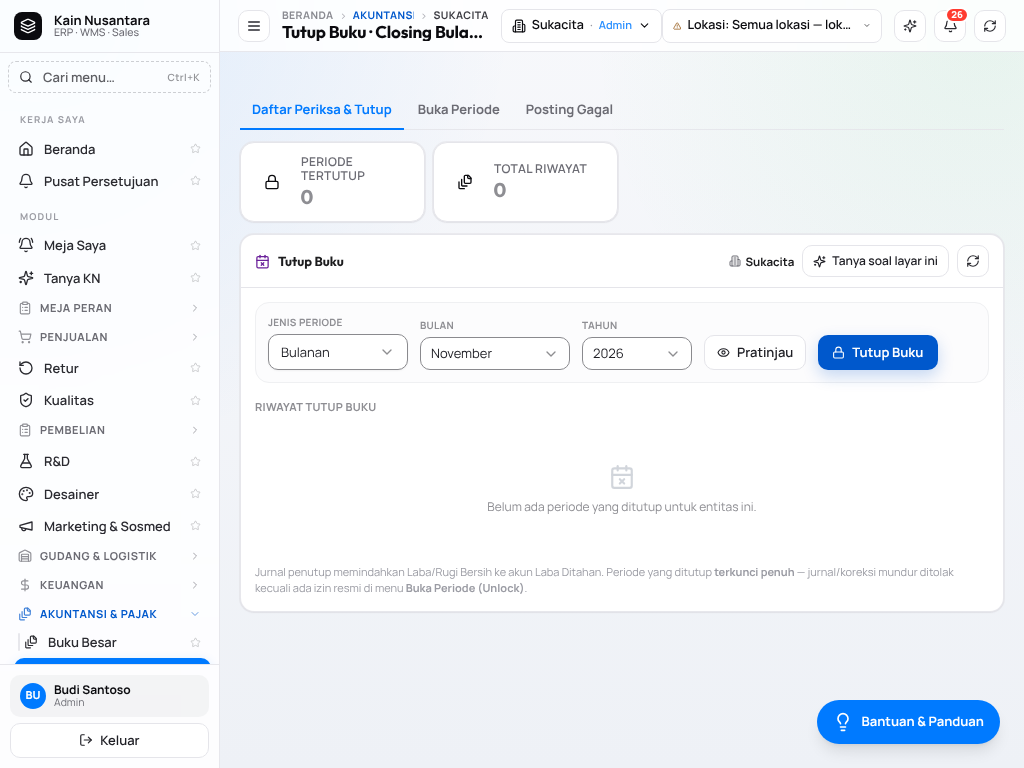 Kain Nusantara
ERP · WMS · Sales
Cari menu... Ctrl+K
KERJA SAYA
Beranda
Pusat Persetujuan
MODUL
Meja Saya
Tanya KN
MEJA PERAN
PENJUALAN
Retur
Kualitas
PEMBELIAN
R&D
Desainer
Marketing & Sosmed
GUDANG & LOGISTIK
KEUANGAN
AKUNTANSI & PAJAK
Buku Besar
BU
Budi Santoso
Admin
Keluar
BERANDA › AKUNTANSI › SUKACITA
Tutup Buku · Closing Bula...
Sukacita · Admin
Lokasi: Semua lokasi — lok...
26
Daftar Periksa & Tutup Buka Periode Posting Gagal
PERIODE TERTUTUP
0
TOTAL RIWAYAT
0
Tutup Buku
Sukacita
Tanya soal layar ini
JENIS PERIODE
Bulanan
BULAN
November
TAHUN
2026
Pratinjau
Tutup Buku
RIWAYAT TUTUP BUKU
Belum ada periode yang ditutup untuk entitas ini.
Jurnal penutup memindahkan Laba/Rugi Bersih ke akun Laba Ditahan. Periode yang ditutup terkunci penuh — jurnal/koreksi mundur ditolak
kecuali ada izin resmi di menu Buka Periode (Unlock).
Bantuan & Panduan